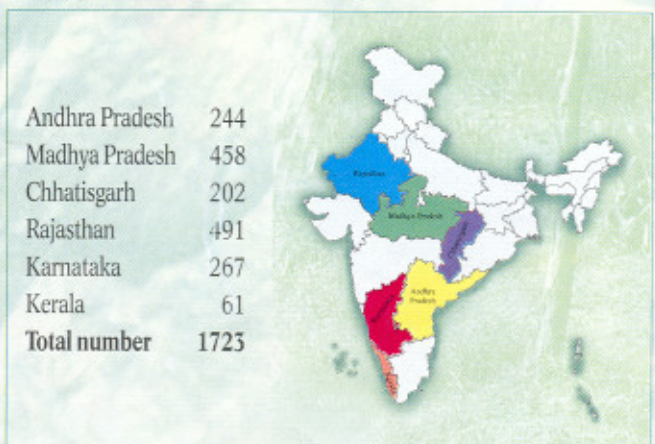 Andhra Pradesh 244
Madhya Pradesh 458
Chhatisgarh 202
Rajasthan 491
Karnataka 267
Kerala 61
Total number 1723
Rajasthan
Madhya Pradesh
Andhra
Pradesh